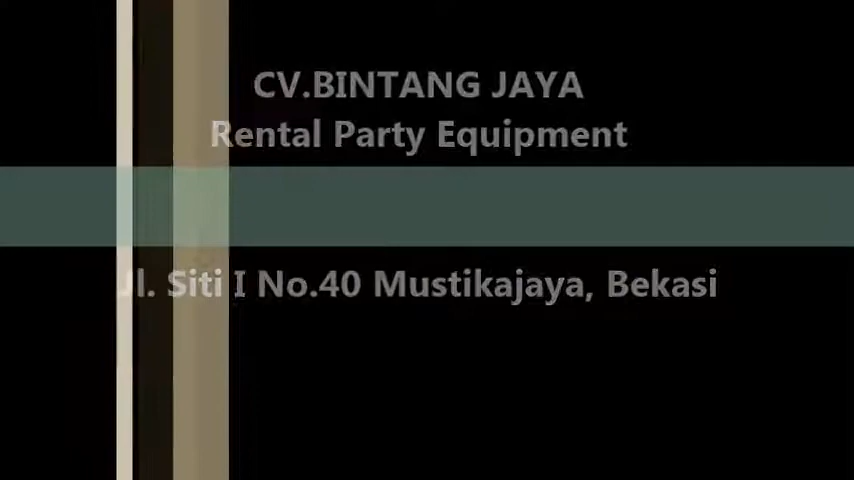 CV.BINTANG JAYA
Rental Party Equipment
Jl. Siti I No.40 Mustikajaya, Bekasi